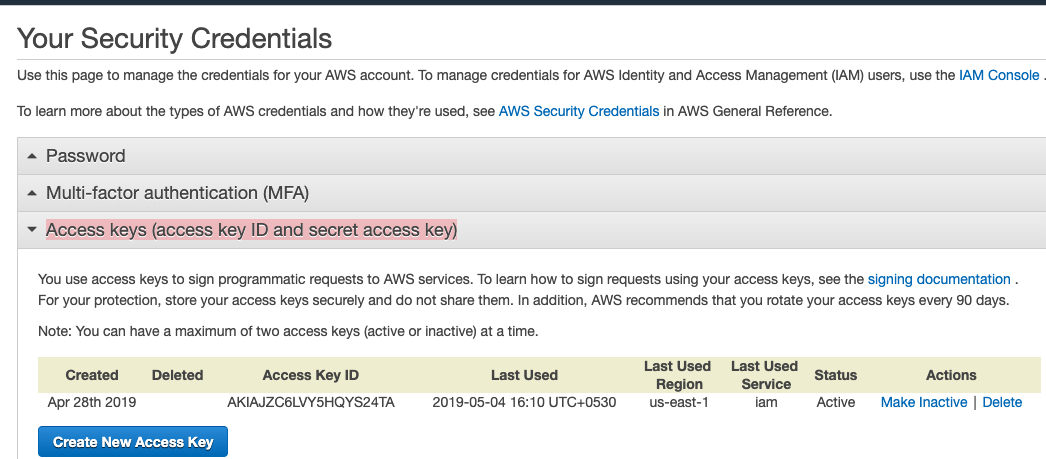 Your Security Credentials
Use this page to manage the credentials for your AWS account. To manage credentials for AWS Identity and Access Management (IAM) users, use the IAM Console .
To learn more about the types of AWS credentials and how they're used, see AWS Security Credentials in AWS General Reference.
Password
Multi-factor authentication (MFA)
Access keys (access key ID and secret access key)
You use access keys to sign programmatic requests to AWS services. To learn how to sign requests using your access keys, see the signing documentation .
For your protection, store your access keys securely and do not share them. In addition, AWS recommends that you rotate your access keys every 90 days.
Note: You can have a maximum of two access keys (active or inactive) at a time.
Created Deleted Access Key ID Last Used Last Used Region Last Used Service Status Actions
Apr 28th 2019 AKIAJZC6LVY5HQYS24TA 2019-05-04 16:10 UTC+0530 us-east-1 iam Active Make Inactive | Delete
Create New Access Key